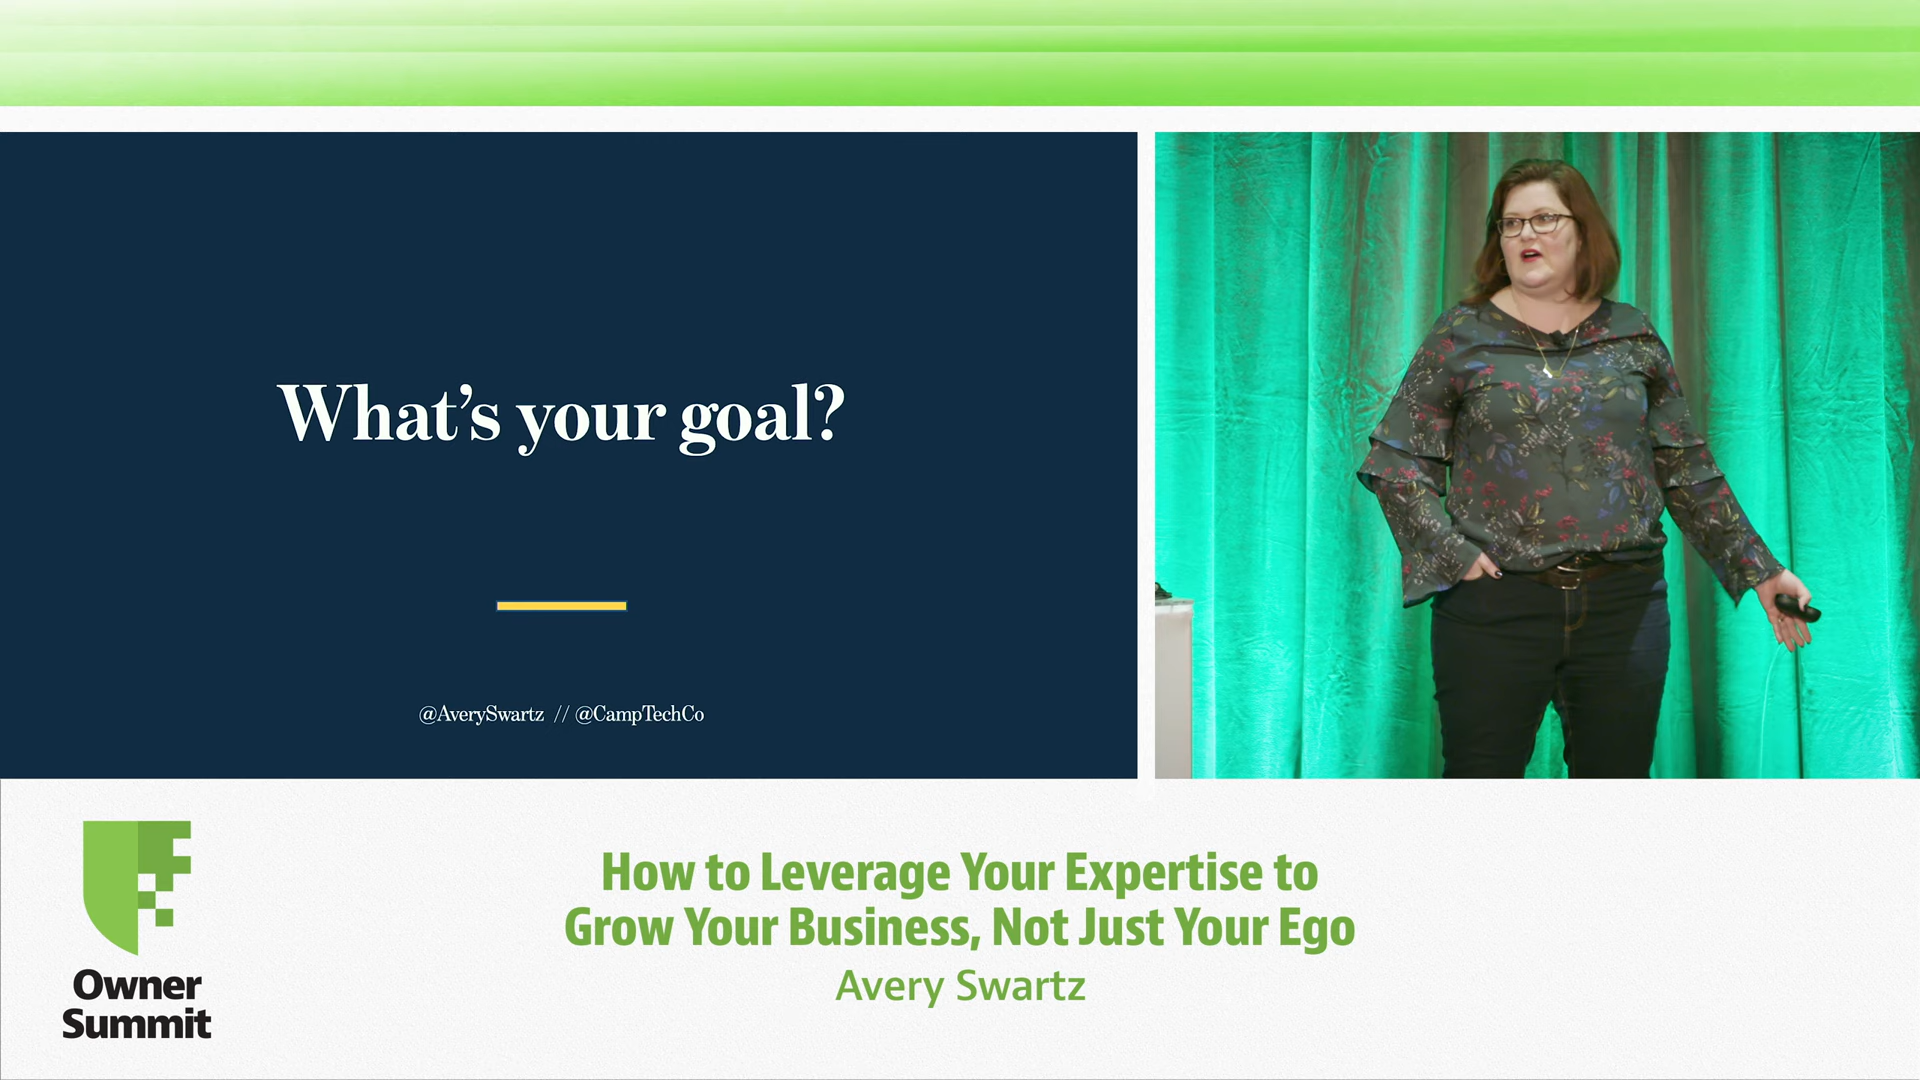 What’s your goal?
@AverySwartz // @CampTechCo
How to Leverage Your Expertise to
Grow Your Business, Not Just Your Ego
Avery Swartz
Owner
Summit